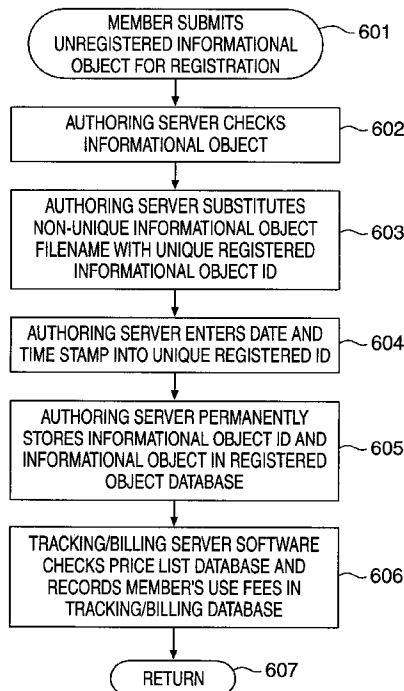 MEMBER SUBMITS
UNREGISTERED INFORMATIONAL
OBJECT FOR REGISTRATION
601
AUTHORING SERVER CHECKS
INFORMATIONAL OBJECT
602
AUTHORING SERVER SUBSTITUTES
NON-UNIQUE INFORMATIONAL OBJECT
FILENAME WITH UNIQUE REGISTERED
INFORMATIONAL OBJECT ID
603
AUTHORING SERVER ENTERS DATE AND
TIME STAMP INTO UNIQUE REGISTERED ID
604
AUTHORING SERVER PERMANENTLY
STORES INFORMATIONAL OBJECT ID AND
INFORMATIONAL OBJECT IN REGISTERED
OBJECT DATABASE
605
TRACKING/BILLING SERVER SOFTWARE
CHECKS PRICE LIST DATABASE AND
RECORDS MEMBER'S USE FEES IN
TRACKING/BILLING DATABASE
606
RETURN
607